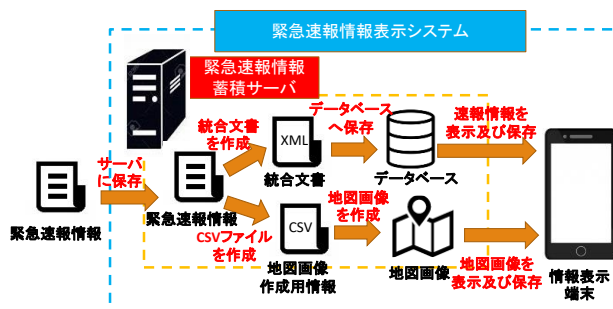 緊急速報情報表示システム
緊急速報情報
蓄積サーバ
サーバ
に保存
緊急速報情報
緊急速報情報
統合文書
を作成
XML
統合文書
データベース
へ保存
データベース
速報情報を
表示及び保存
CSVファイル
を作成
CSV
地図画像
作成用情報
地図画像
を作成
地図画像
地図画像を
表示及び保存
情報表示
端末